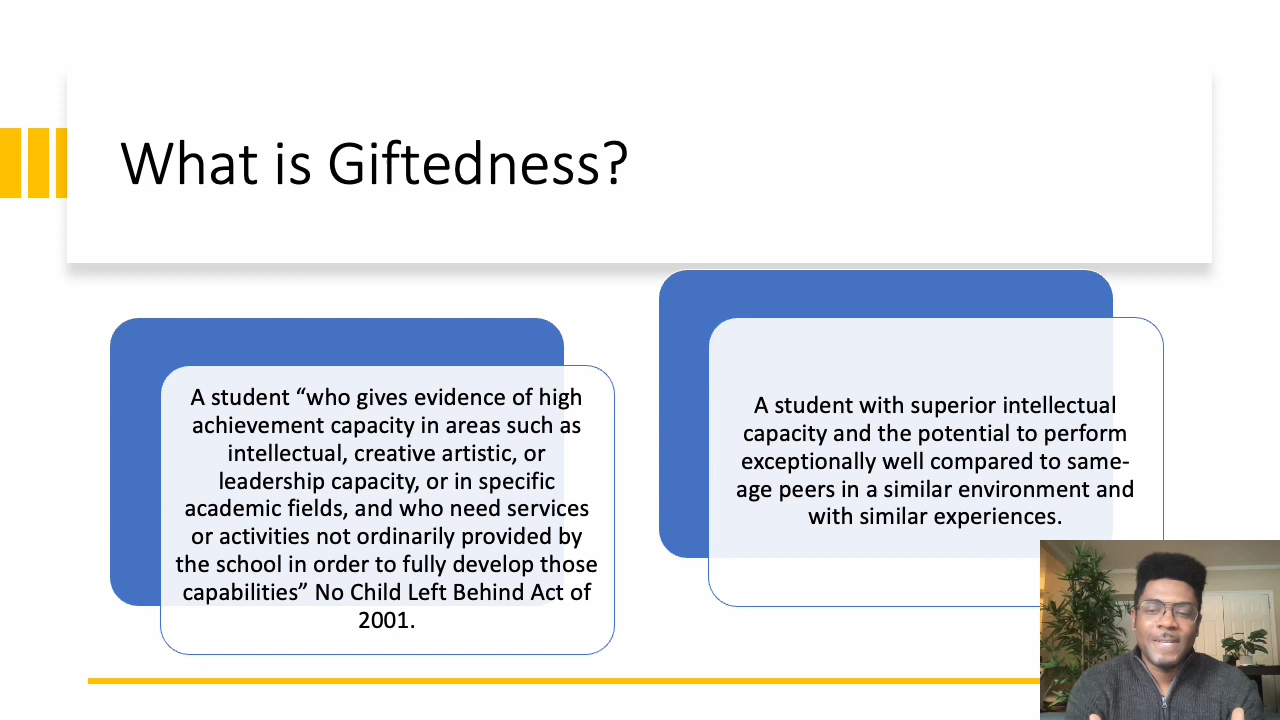 What is Giftedness?
A student “who gives evidence of high
achievement capacity in areas such as
intellectual, creative artistic, or
leadership capacity, or in specific
academic fields, and who need services
or activities not ordinarily provided by
the school in order to fully develop those
capabilities” No Child Left Behind Act of
2001.
A student with superior intellectual
capacity and the potential to perform
exceptionally well compared to same-
age peers in a similar environment and
with similar experiences.